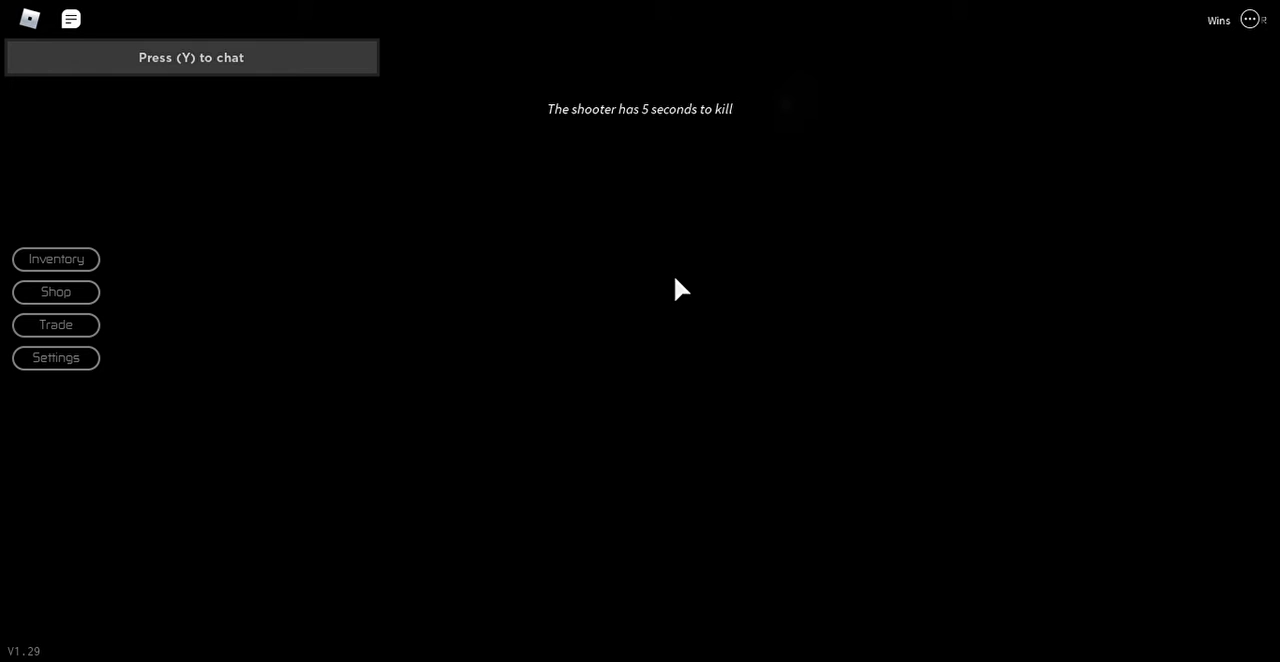 Wins
R
Press (Y) to chat
The shooter has 5 seconds to kill
Inventory
Shop
Trade
Settings
V1.29